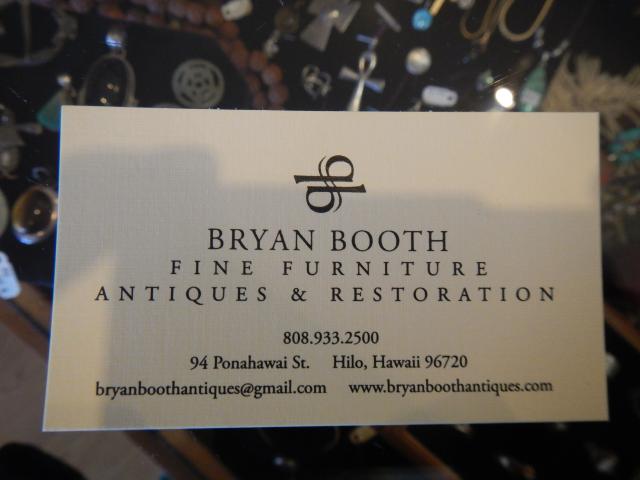 BRYAN BOOTH
FINE FURNITURE
ANTIQUES & RESTORATION
808.933.2500
94 Ponahawai St. Hilo, Hawaii 96720
bryanboothantiques@gmail.com www.bryanboothantiques.com